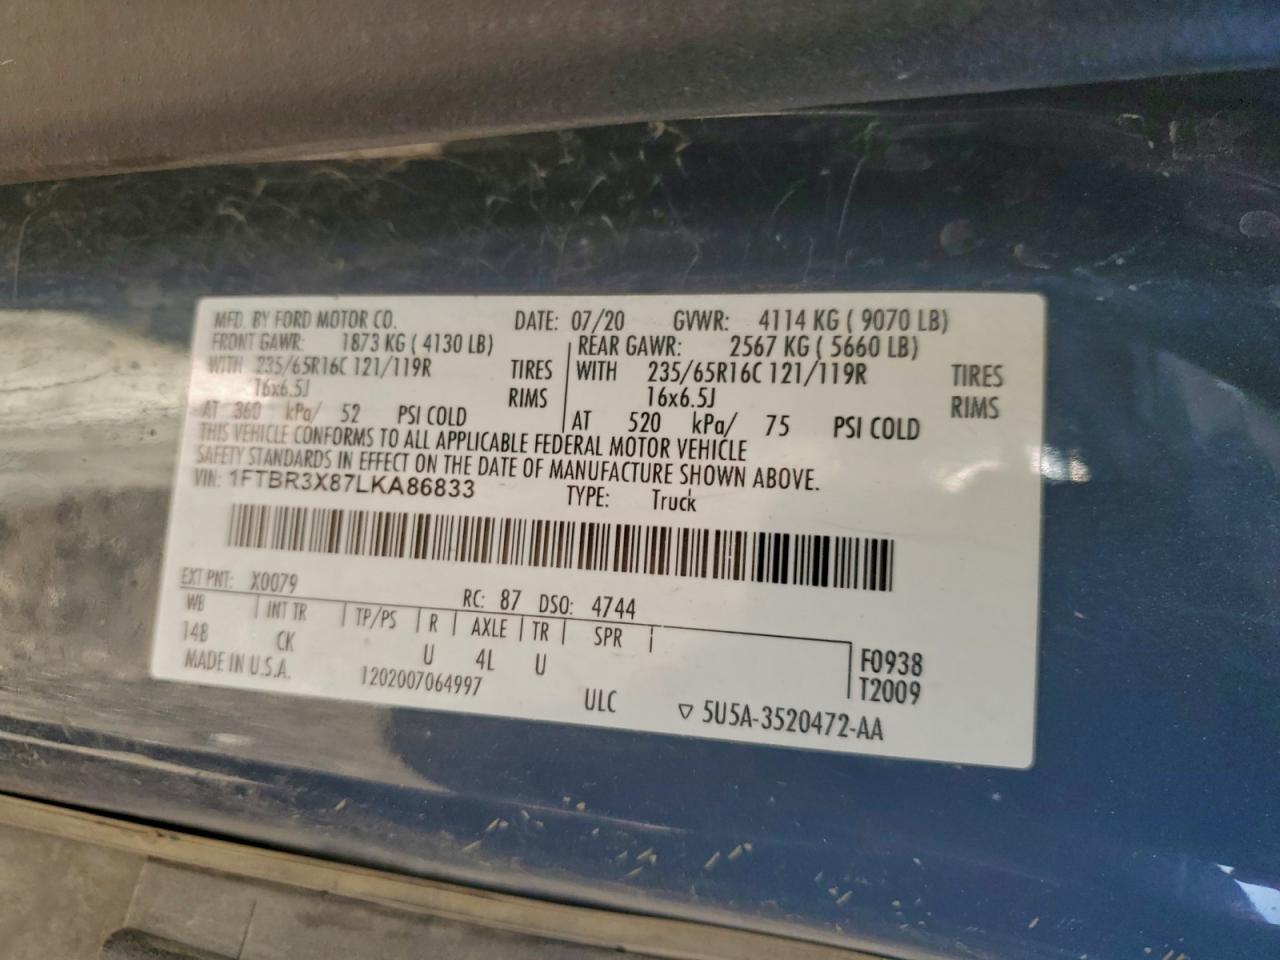 MFD. BY FORD MOTOR CO. DATE: 07/20 GVWR: 4114 KG ( 9070 LB)
FRONT GAWR: 1873 KG ( 4130 LB) REAR GAWR: 2567 KG ( 5660 LB)
WITH 235/65R16C 121/119R TIRES WITH 235/65R16C 121/119R TIRES
16x6.5J RIMS 16x6.5J RIMS
AT 360 kPa/ 52 PSI COLD AT 520 kPa/ 75 PSI COLD
THIS VEHICLE CONFORMS TO ALL APPLICABLE FEDERAL MOTOR VEHICLE
SAFETY STANDARDS IN EFFECT ON THE DATE OF MANUFACTURE SHOWN ABOVE.
VIN: 1FTBR3X87LKA86833 TYPE: Truck
EXT PNT: X0079 RC: 87 DSO: 4744
WB INT TR TP/PS R AXLE TR SPR
148 CK U 4L U F0938
T2009
MADE IN U.S.A. 1202007064997 ULC ▽ 5U5A-3520472-AA